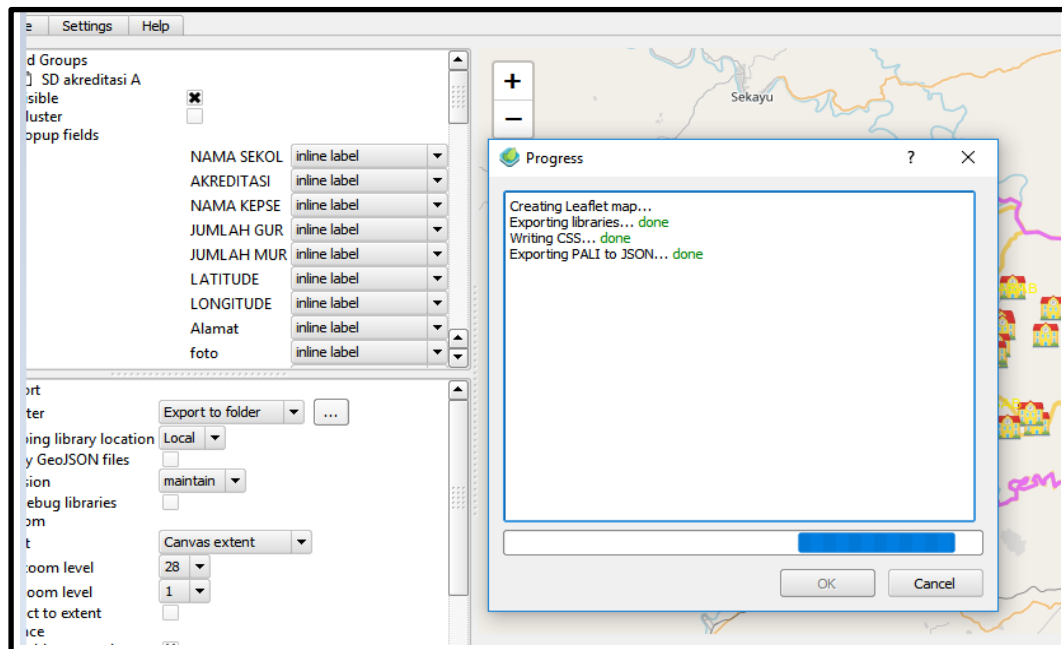 e Settings Help
d Groups
SD akreditasi A
isible
luster
opup fields
NAMA SEKOL inline label
AKREDITASI inline label
NAMA KEPSE inline label
JUMLAH GUR inline label
JUMLAH MUR inline label
LATITUDE inline label
LONGITUDE inline label
Alamat inline label
foto inline label
ort
ter Export to folder ...
ping library location Local
y GeoJSON files
sion maintain
debug libraries
om
t Canvas extent
zoom level 28
zoom level 1
ct to extent
nce
+
−
Sekayu
Progress ?
Creating Leaflet map...
Exporting libraries... done
Writing CSS... done
Exporting PALI to JSON... done
OK Cancel